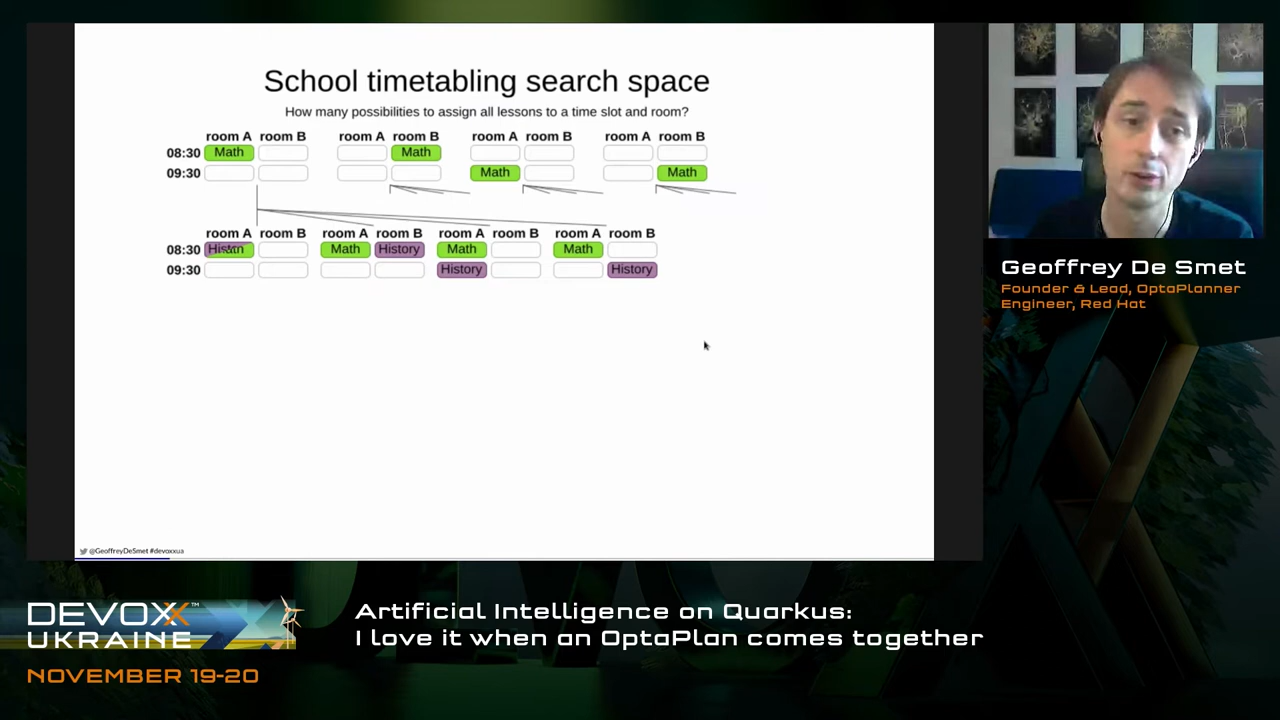 School timetabling search space
How many possibilities to assign all lessons to a time slot and room?
room A room B room A room B room A room B room A room B
08:30 Math Math
09:30 Math Math
room A room B room A room B room A room B room A room B
08:30 Math History Math Math
09:30 History History
@GeoffreyDeSmet #devoxxua
Geoffrey De Smet
Founder & Lead, OptaPlanner
Engineer, Red Hat
DEVOXX™
UKRAINE
NOVEMBER 19-20
Artificial Intelligence on Quarkus:
I love it when an OptaPlan comes together